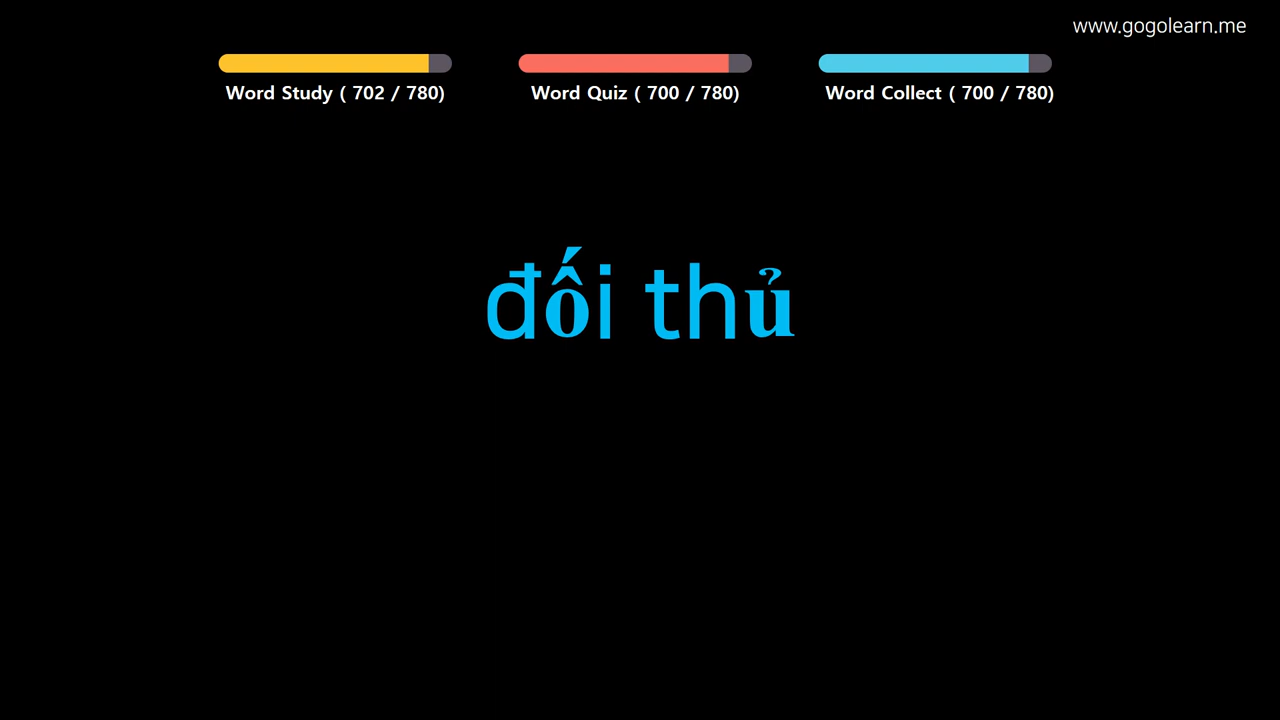 www.gogolearn.me
Word Study ( 702 / 780)
Word Quiz ( 700 / 780)
Word Collect ( 700 / 780)
đối thủ